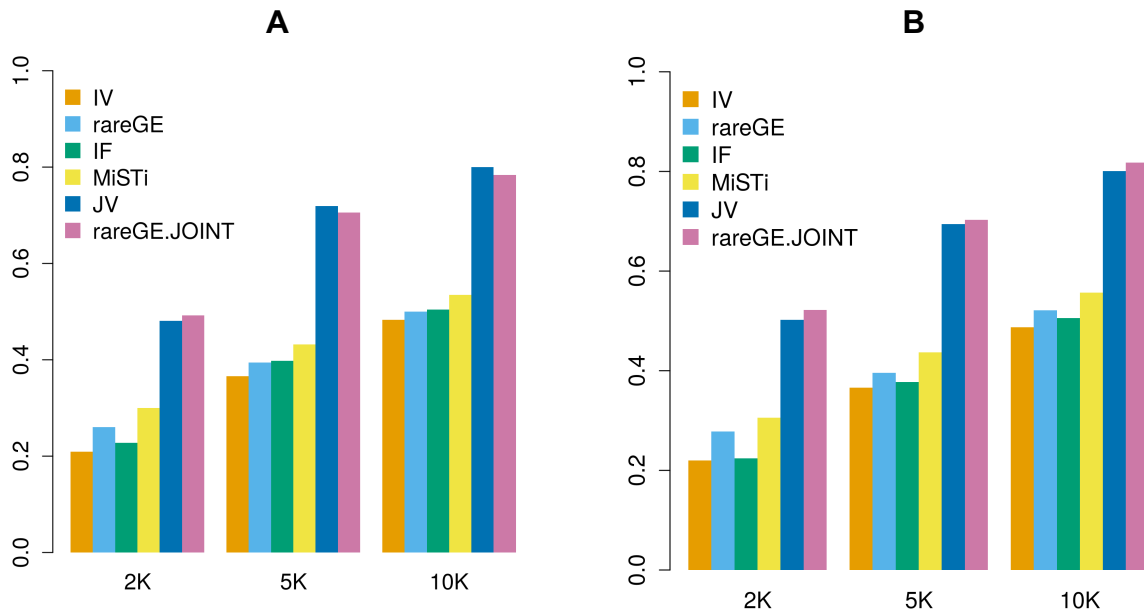 A
1.0
0.8
0.6
0.4
0.2
0.0
IV
rareGE
IF
MiSTi
JV
rareGE.JOINT
2K
5K
10K
B
1.0
0.8
0.6
0.4
0.2
0.0
IV
rareGE
IF
MiSTi
JV
rareGE.JOINT
2K
5K
10K